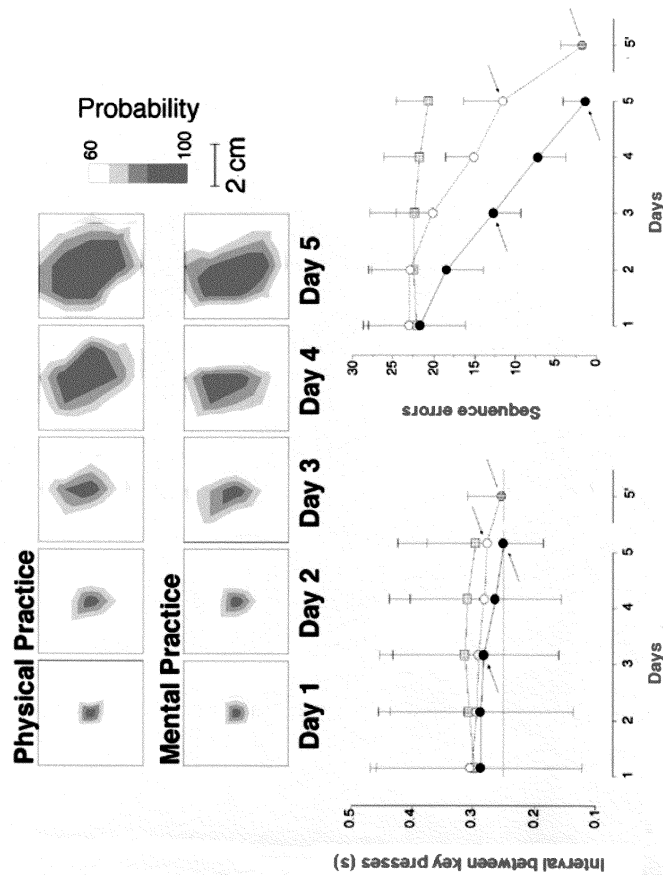 Physical Practice
Mental Practice
Day 1
Day 2
Day 3
Day 4
Day 5
Probability
60
100
2 cm
Interval between key presses (s)
0.5
0.4
0.3
0.2
0.1
1
2
3
4
5
5'
Days
Sequence errors
30
25
20
15
10
5
0
1
2
3
4
5
5'
Days